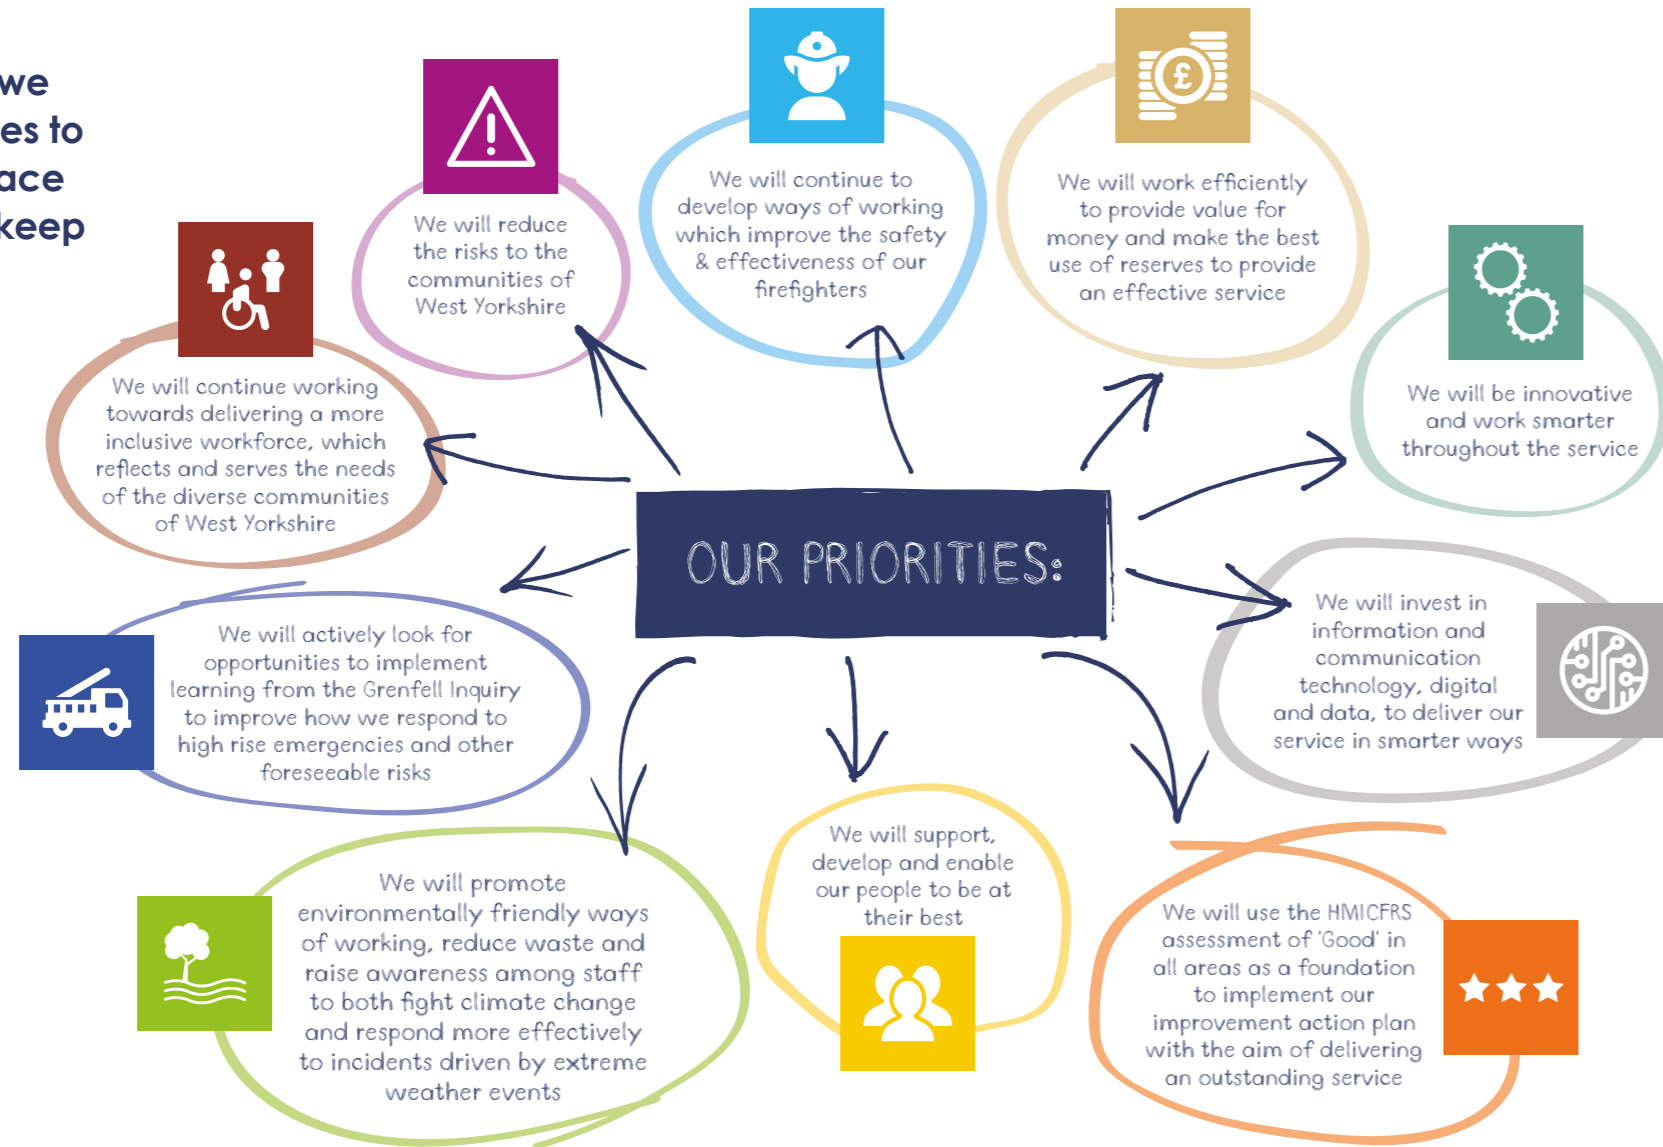 we
es to
ace
keep
We will reduce
the risks to the
communities of
West Yorkshire
We will continue to
develop ways of working
which improve the safety
& effectiveness of our
firefighters
We will work efficiently
to provide value for
money and make the best
use of reserves to provide
an effective service
£
We will be innovative
and work smarter
throughout the service
We will continue working
towards delivering a more
inclusive workforce, which
reflects and serves the needs
of the diverse communities
of West Yorkshire
OUR PRIORITIES:
We will invest in
information and
communication
technology, digital
and data, to deliver our
service in smarter ways
We will actively look for
opportunities to implement
learning from the Grenfell Inquiry
to improve how we respond to
high rise emergencies and other
foreseeable risks
We will promote
environmentally friendly ways
of working, reduce waste and
raise awareness among staff
to both fight climate change
and respond more effectively
to incidents driven by extreme
weather events
We will support,
develop and enable
our people to be at
their best
We will use the HMICFRS
assessment of 'Good' in
all areas as a foundation
to implement our
improvement action plan
with the aim of delivering
an outstanding service